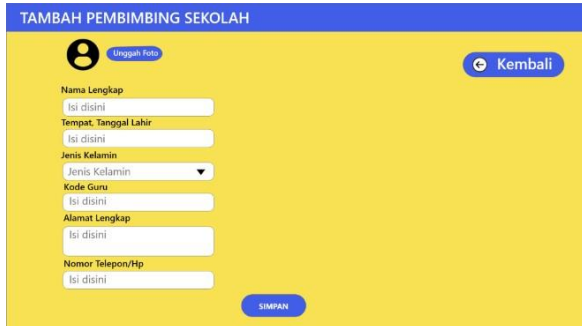 TAMBAH PEMBIMBING SEKOLAH
Unggah Foto
Kembali
Nama Lengkap
Isi disini
Tempat, Tanggal Lahir
Isi disini
Jenis Kelamin
Jenis Kelamin
Kode Guru
Isi disini
Alamat Lengkap
Isi disini
Nomor Telepon/Hp
Isi disini
SIMPAN